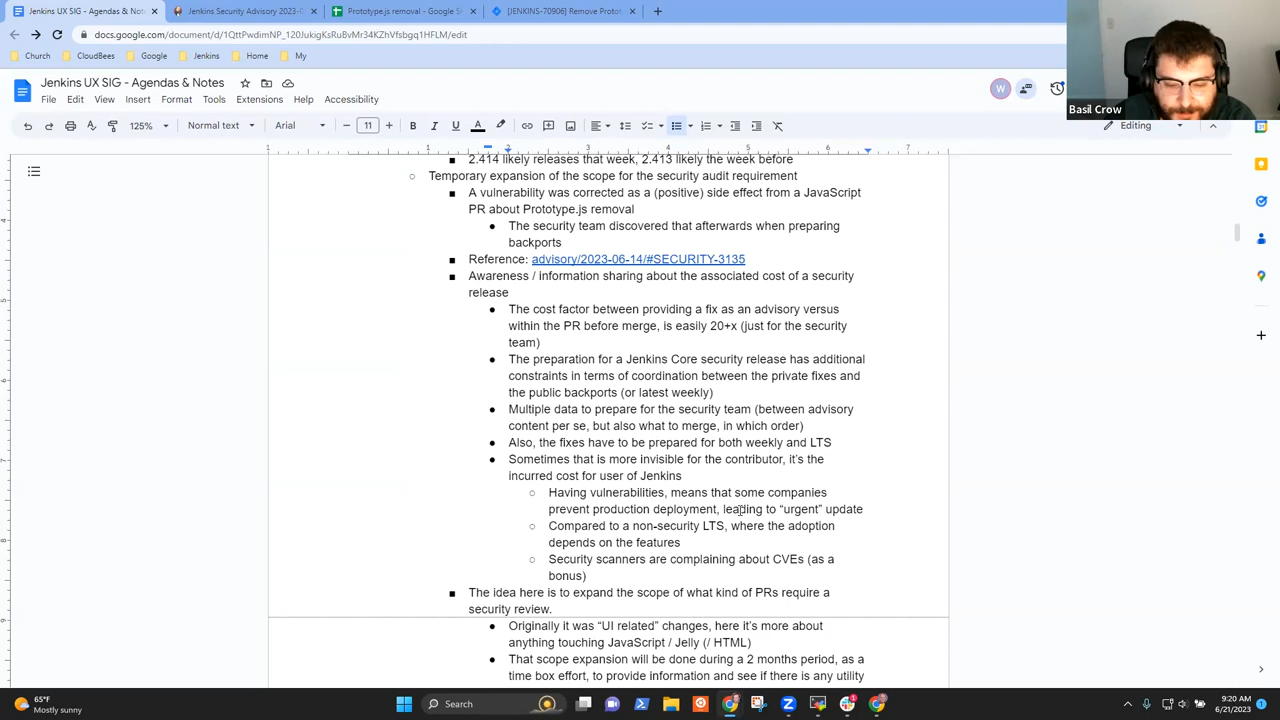 Jenkins UX SIG - Agendas & Notes
Jenkins Security Advisory 2023-0
Prototype.js removal - Google S
[JENKINS-70906] Remove Protot
docs.google.com/document/d/1QttPwdimNP_120JukigKsRuBvMr34KZhVfsbgq1HFLM/edit
Church
CloudBees
Google
Jenkins
Home
My
Jenkins UX SIG - Agendas & Notes
File Edit View Insert Format Tools Extensions Help Accessibility
W
Basil Crow
125%
Normal text
Arial
11
Editing
1 1 2 3 4 5 6 7
2.414 likely releases that week, 2.413 likely the week before
Temporary expansion of the scope for the security audit requirement
A vulnerability was corrected as a (positive) side effect from a JavaScript
PR about Prototype.js removal
The security team discovered that afterwards when preparing
backports
Reference: advisory/2023-06-14/#SECURITY-3135
Awareness / information sharing about the associated cost of a security
release
The cost factor between providing a fix as an advisory versus
within the PR before merge, is easily 20+x (just for the security
team)
The preparation for a Jenkins Core security release has additional
constraints in terms of coordination between the private fixes and
the public backports (or latest weekly)
Multiple data to prepare for the security team (between advisory
content per se, but also what to merge, in which order)
Also, the fixes have to be prepared for both weekly and LTS
Sometimes that is more invisible for the contributor, it's the
incurred cost for user of Jenkins
Having vulnerabilities, means that some companies
prevent production deployment, leading to “urgent” update
Compared to a non-security LTS, where the adoption
depends on the features
Security scanners are complaining about CVEs (as a
bonus)
The idea here is to expand the scope of what kind of PRs require a
security review.
Originally it was “UI related” changes, here it's more about
anything touching JavaScript / Jelly (/ HTML)
That scope expansion will be done during a 2 months period, as a
time box effort, to provide information and see if there is any utility
65°F
Mostly sunny
Search
9:20 AM
6/21/2023